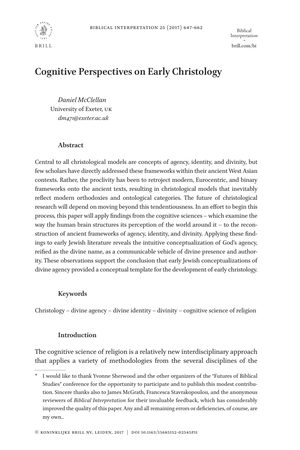 BIBLICAL INTERPRETATION 25 (2017) 647-662
Biblical
Interpretation
BRILL
brill.com/bi
Cognitive Perspectives on Early Christology
Daniel McClellan
University of Exeter, UK
dm471@exeter.ac.uk
Abstract
Central to all christological models are concepts of agency, identity, and divinity, but
few scholars have directly addressed these frameworks within their ancient West Asian
contexts. Rather, the proclivity has been to retroject modern, Eurocentric, and binary
frameworks onto the ancient texts, resulting in christological models that inevitably
reflect modern orthodoxies and ontological categories. The future of christological
research will depend on moving beyond this tendentiousness. In an effort to begin this
process, this paper will apply findings from the cognitive sciences – which examine the
way the human brain structures its perception of the world around it – to the recon-
struction of ancient frameworks of agency, identity, and divinity. Applying these find-
ings to early Jewish literature reveals the intuitive conceptualization of God's agency,
reified as the divine name, as a communicable vehicle of divine presence and author-
ity. These observations support the conclusion that early Jewish conceptualizations of
divine agency provided a conceptual template for the development of early christology.
Keywords
Christology – divine agency – divine identity – divinity – cognitive science of religion
Introduction
The cognitive science of religion is a relatively new interdisciplinary approach
that applies a variety of methodologies from the several disciplines of the
* I would like to thank Yvonne Sherwood and the other organizers of the "Futures of Biblical
Studies" conference for the opportunity to participate and to publish this modest contribu-
tion. Sincere thanks also to James McGrath, Francesca Stavrakopoulou, and the anonymous
reviewers of Biblical Interpretation for their invaluable feedback, which has considerably
improved the quality of this paper. Any and all remaining errors or deficiencies, of course, are
my own..
© KONINKLIJKE BRILL NV, LEIDEN, 2017 | DOI 10.1163/15685152-02545P11